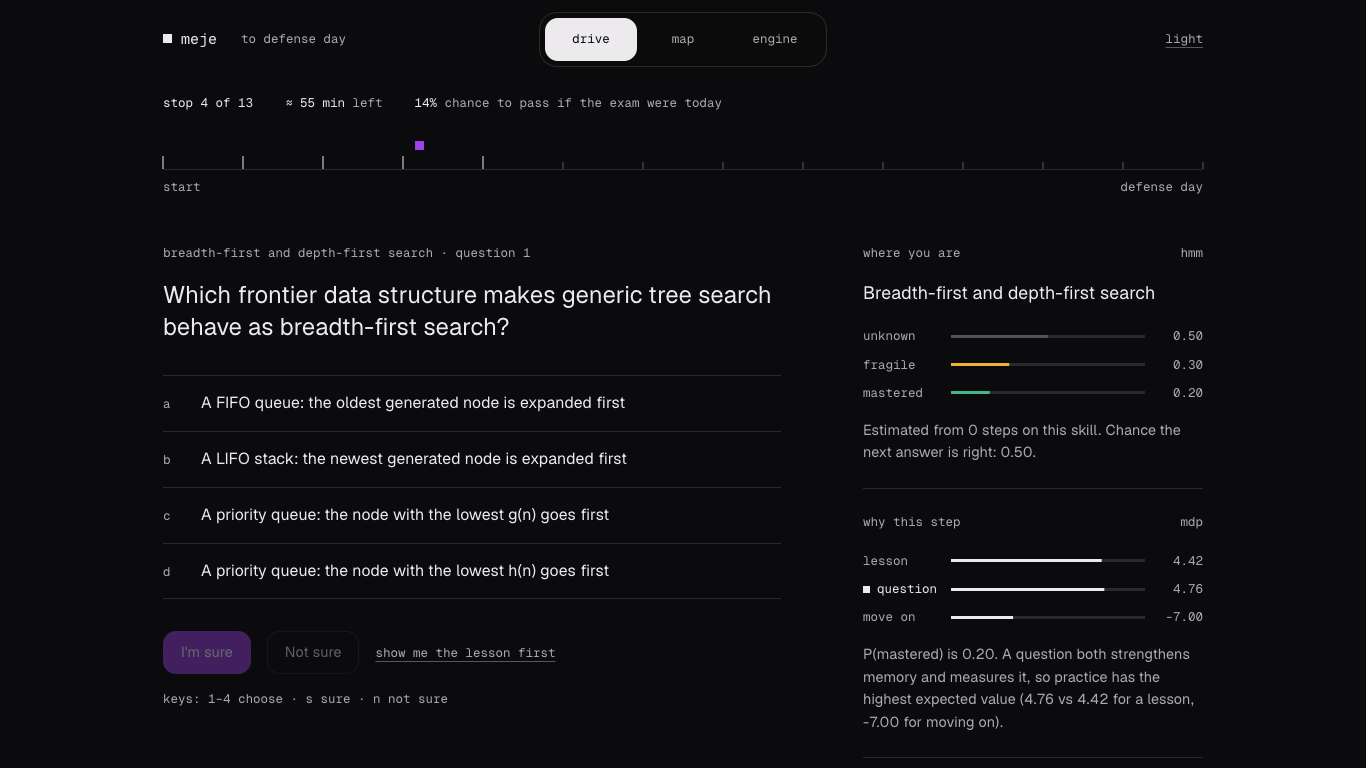 meje to defense day drive map engine light
stop 4 of 13 ≈ 55 min left 14% chance to pass if the exam were today
start defense day
breadth-first and depth-first search · question 1
Which frontier data structure makes generic tree search
behave as breadth-first search?
a A FIFO queue: the oldest generated node is expanded first
b A LIFO stack: the newest generated node is expanded first
c A priority queue: the node with the lowest g(n) goes first
d A priority queue: the node with the lowest h(n) goes first
I'm sure Not sure show me the lesson first
keys: 1–4 choose · s sure · n not sure
where you are hmm
Breadth-first and depth-first search
unknown 0.50
fragile 0.30
mastered 0.20
Estimated from 0 steps on this skill. Chance the
next answer is right: 0.50.
why this step mdp
lesson 4.42
question 4.76
move on -7.00
P(mastered) is 0.20. A question both strengthens
memory and measures it, so practice has the
highest expected value (4.76 vs 4.42 for a lesson,
-7.00 for moving on).